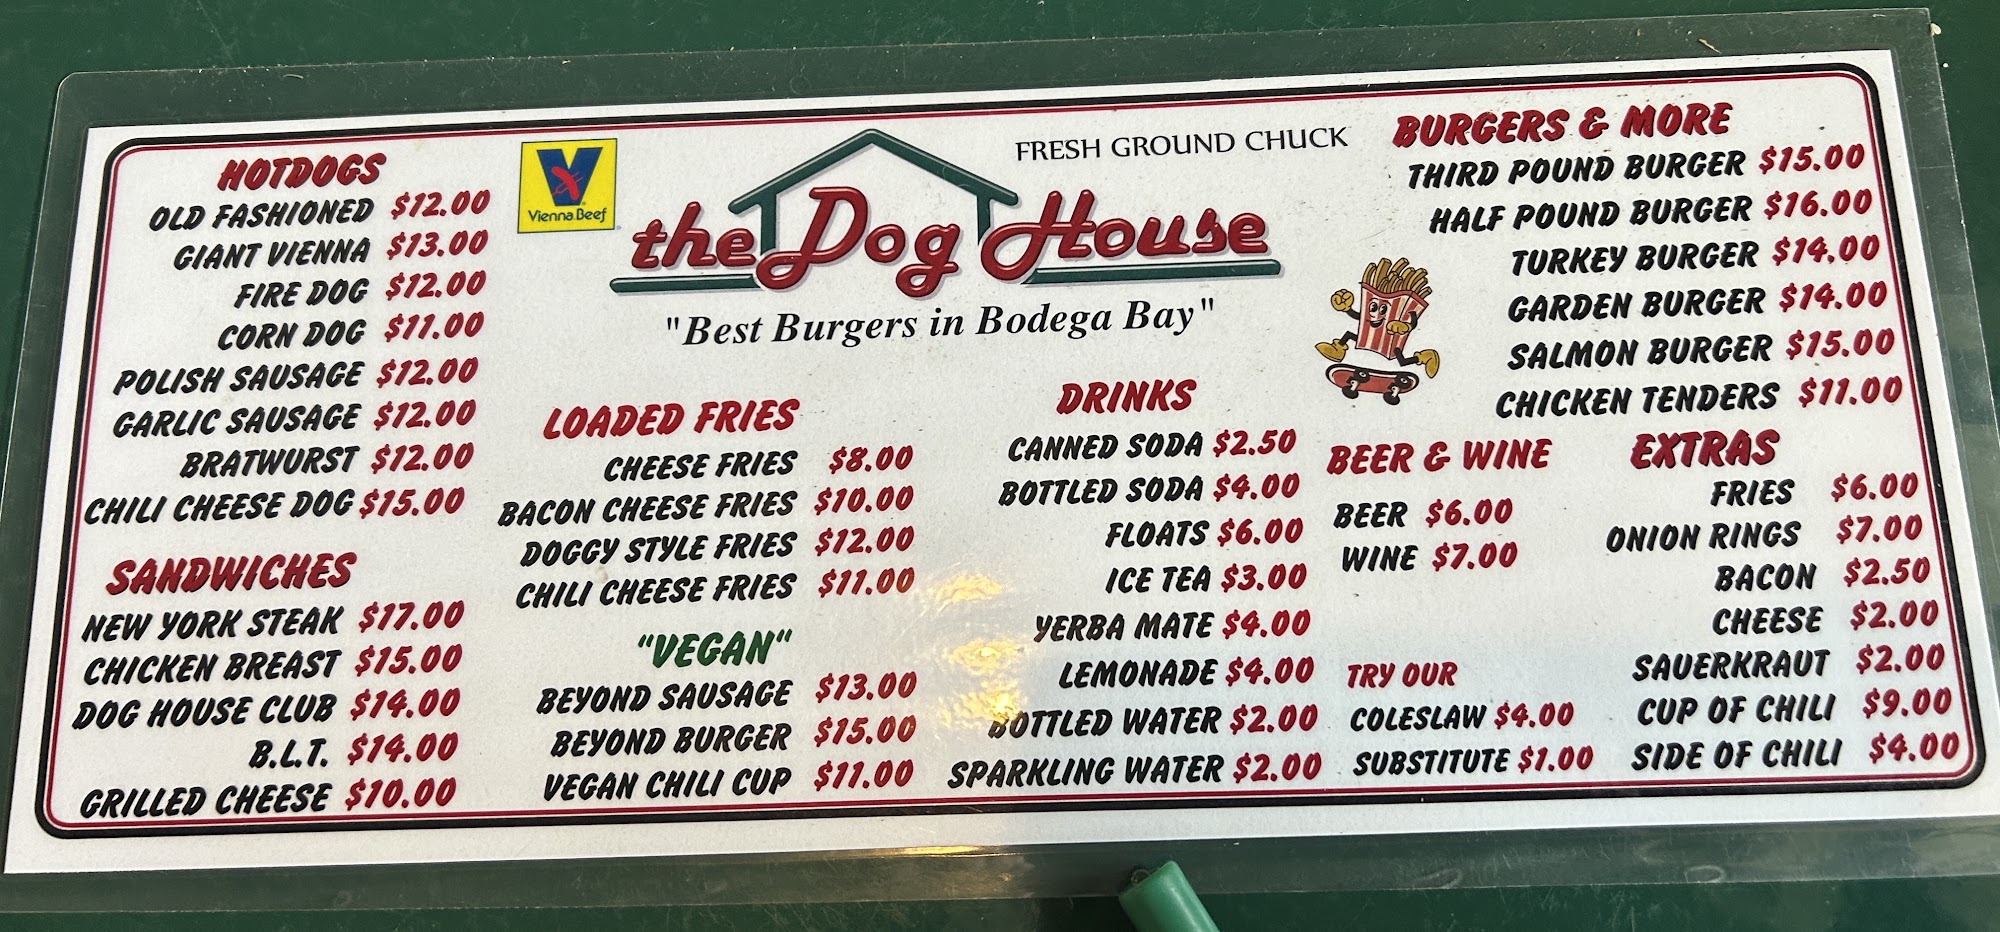 HOTDOGS
OLD FASHIONED $12.00
GIANT VIENNA $13.00
FIRE DOG $12.00
CORN DOG $11.00
POLISH SAUSAGE $12.00
GARLIC SAUSAGE $12.00
BRATWURST $12.00
CHILI CHEESE DOG $15.00
SANDWICHES
NEW YORK STEAK $17.00
CHICKEN BREAST $15.00
DOG HOUSE CLUB $14.00
B.L.T. $14.00
GRILLED CHEESE $10.00
V
Vienna Beef
FRESH GROUND CHUCK
the Dog House
"Best Burgers in Bodega Bay"
LOADED FRIES
CHEESE FRIES $8.00
BACON CHEESE FRIES $10.00
DOGGY STYLE FRIES $12.00
CHILI CHEESE FRIES $11.00
"VEGAN"
BEYOND SAUSAGE $13.00
BEYOND BURGER $15.00
VEGAN CHILI CUP $11.00
DRINKS
CANNED SODA $2.50
BOTTLED SODA $4.00
FLOATS $6.00
ICE TEA $3.00
YERBA MATE $4.00
LEMONADE $4.00
BOTTLED WATER $2.00
SPARKLING WATER $2.00
BURGERS & MORE
THIRD POUND BURGER $15.00
HALF POUND BURGER $16.00
TURKEY BURGER $14.00
GARDEN BURGER $14.00
SALMON BURGER $15.00
CHICKEN TENDERS $11.00
BEER & WINE
BEER $6.00
WINE $7.00
TRY OUR
COLESLAW $4.00
SUBSTITUTE $1.00
EXTRAS
FRIES $6.00
ONION RINGS $7.00
BACON $2.50
CHEESE $2.00
SAUERKRAUT $2.00
CUP OF CHILI $9.00
SIDE OF CHILI $4.00